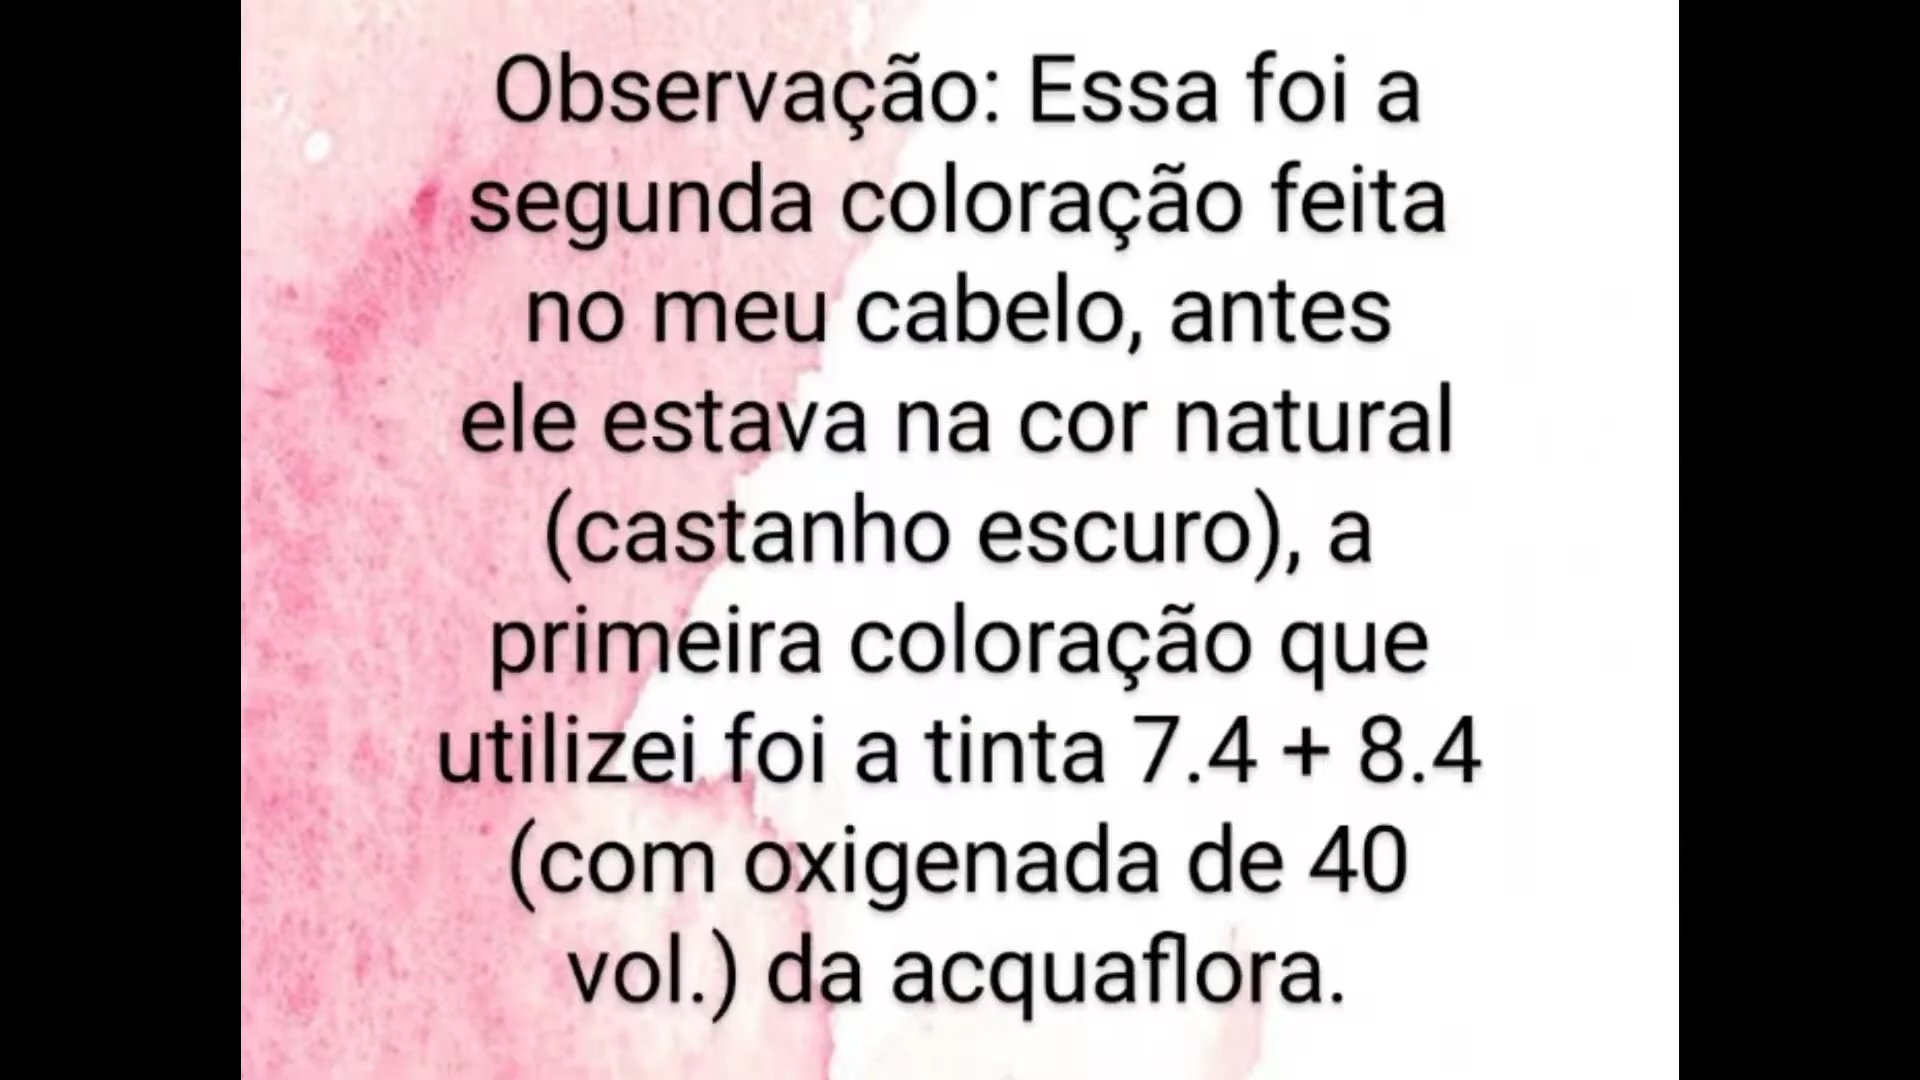 Observação: Essa foi a
segunda coloração feita
no meu cabelo, antes
ele estava na cor natural
(castanho escuro), a
primeira coloração que
utilizei foi a tinta 7.4 + 8.4
(com oxigenada de 40
vol.) da acquaflora.